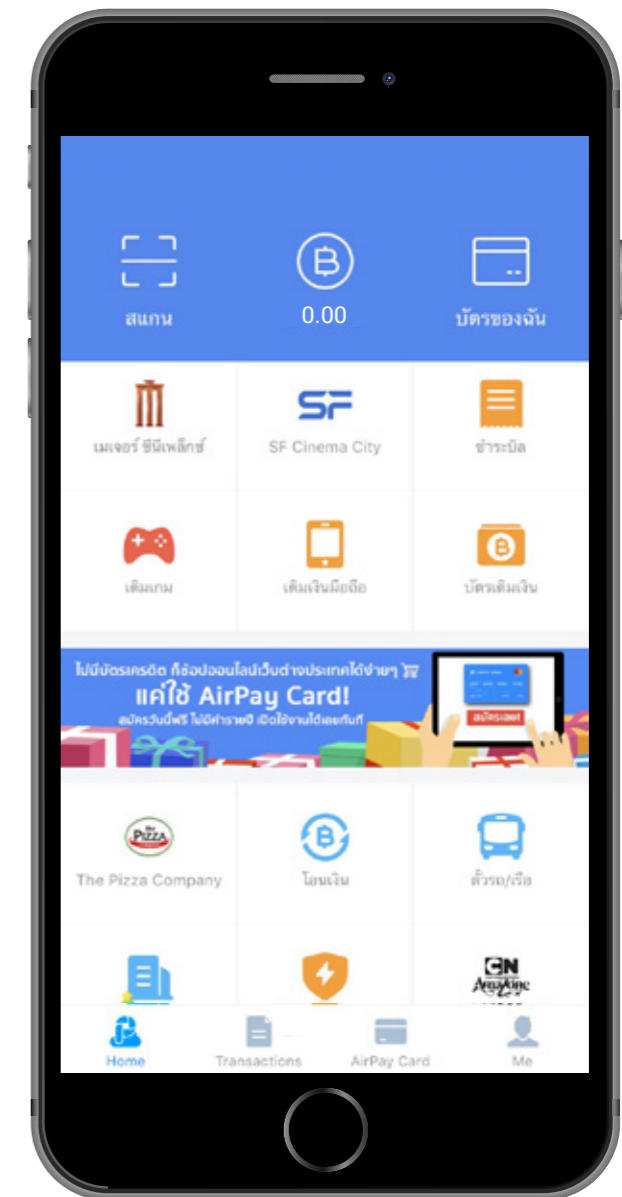 สแกน
0.00
บัตรของฉัน
เมเจอร์ ซีนีเพล็กซ์
SF
SF Cinema City
ชำระบิล
เติมเกม
เติมเงินมือถือ
บัตรเติมเงิน
ไม่มีบัตรเครดิต ก็ช้อปออนไลน์เว็บต่างประเทศได้ง่ายๆ
แค่ใช้ AirPay Card!
สมัครวันนี้ฟรี ไม่มีค่ารายปี เปิดใช้งานได้เลยทันที
สมัครเลย!
The
PIZZA
The Pizza Company
โอนเงิน
ตั๋วรถ/เรือ
CN
Amazone
Home
Transactions
AirPay Card
Me